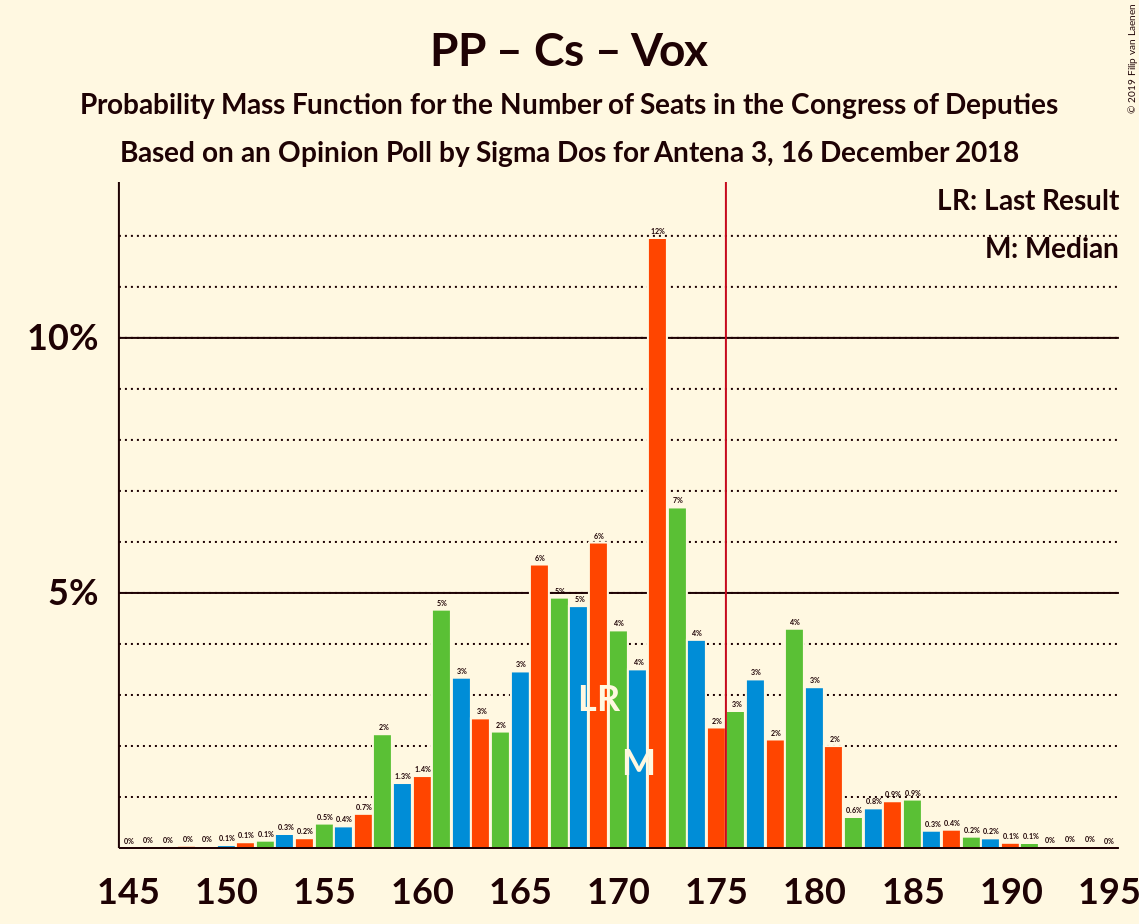 PP – Cs – Vox
Probability Mass Function for the Number of Seats in the Congress of Deputies
Based on an Opinion Poll by Sigma Dos for Antena 3, 16 December 2018
© 2019 Filip van Laenen
LR: Last Result
M: Median
10%
5%
0% 0% 0% 0% 0% 0.1% 0.1% 0.1% 0.3% 0.2% 0.5% 0.4% 0.7% 2% 1.3% 1.4% 5% 3% 3% 2% 3% 6% 5% 5% 6% 4% 4% 12% 7% 4% 2% 3% 3% 2% 4% 3% 2% 0.6% 0.8% 0.9% 0.9% 0.3% 0.4% 0.2% 0.2% 0.1% 0.1% 0% 0% 0% 0%
LR
M
145 150 155 160 165 170 175 180 185 190 195